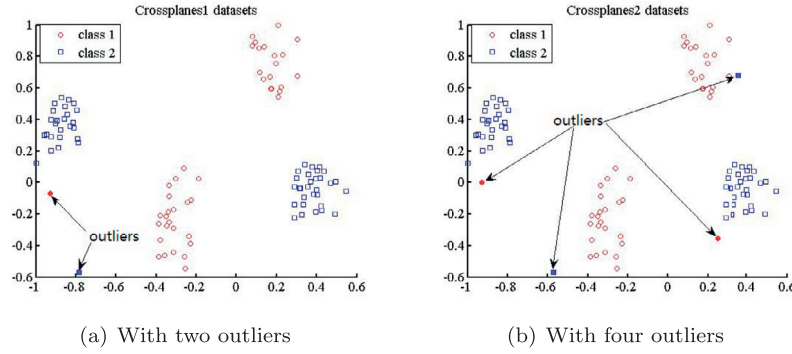 Crossplanes1 datasets
class 1
class 2
1
0.8
0.6
0.4
0.2
0
-0.2
-0.4
-0.6
outliers
-1 -0.8 -0.6 -0.4 -0.2 0 0.2 0.4 0.6
(a) With two outliers
Crossplanes2 datasets
class 1
class 2
1
0.8
0.6
0.4
0.2
0
-0.2
-0.4
-0.6
outliers
-1 -0.8 -0.6 -0.4 -0.2 0 0.2 0.4 0.6
(b) With four outliers